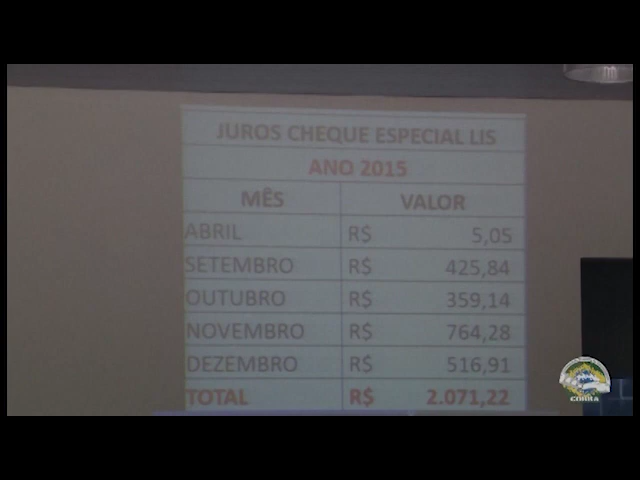 JUROS CHEQUE ESPECIAL LIS
ANO 2015
MÊS VALOR
ABRIL R$ 5,05
SETEMBRO R$ 425,84
OUTUBRO R$ 359,14
NOVEMBRO R$ 764,28
DEZEMBRO R$ 516,91
TOTAL R$ 2.071,22